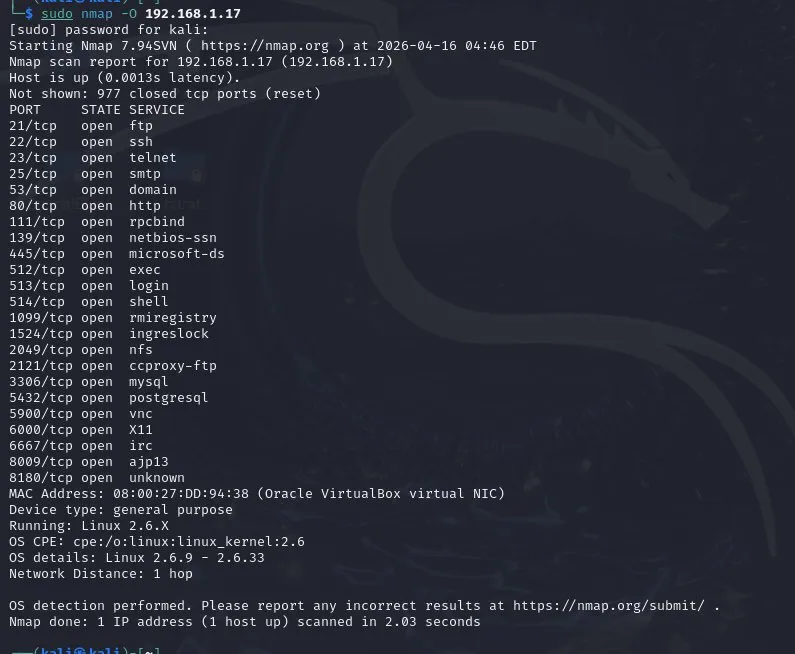 └─$ sudo nmap -O 192.168.1.17
[sudo] password for kali:
Starting Nmap 7.94SVN ( https://nmap.org ) at 2026-04-16 04:46 EDT
Nmap scan report for 192.168.1.17 (192.168.1.17)
Host is up (0.0013s latency).
Not shown: 977 closed tcp ports (reset)
PORT     STATE SERVICE
21/tcp   open  ftp
22/tcp   open  ssh
23/tcp   open  telnet
25/tcp   open  smtp
53/tcp   open  domain
80/tcp   open  http
111/tcp  open  rpcbind
139/tcp  open  netbios-ssn
445/tcp  open  microsoft-ds
512/tcp  open  exec
513/tcp  open  login
514/tcp  open  shell
1099/tcp open  rmiregistry
1524/tcp open  ingreslock
2049/tcp open  nfs
2121/tcp open  ccproxy-ftp
3306/tcp open  mysql
5432/tcp open  postgresql
5900/tcp open  vnc
6000/tcp open  X11
6667/tcp open  irc
8009/tcp open  ajp13
8180/tcp open  unknown
MAC Address: 08:00:27:DD:94:38 (Oracle VirtualBox virtual NIC)
Device type: general purpose
Running: Linux 2.6.X
OS CPE: cpe:/o:linux:linux_kernel:2.6
OS details: Linux 2.6.9 - 2.6.33
Network Distance: 1 hop
OS detection performed. Please report any incorrect results at https://nmap.org/submit/ .
Nmap done: 1 IP address (1 host up) scanned in 2.03 seconds
(kali㉿kali)-[~]